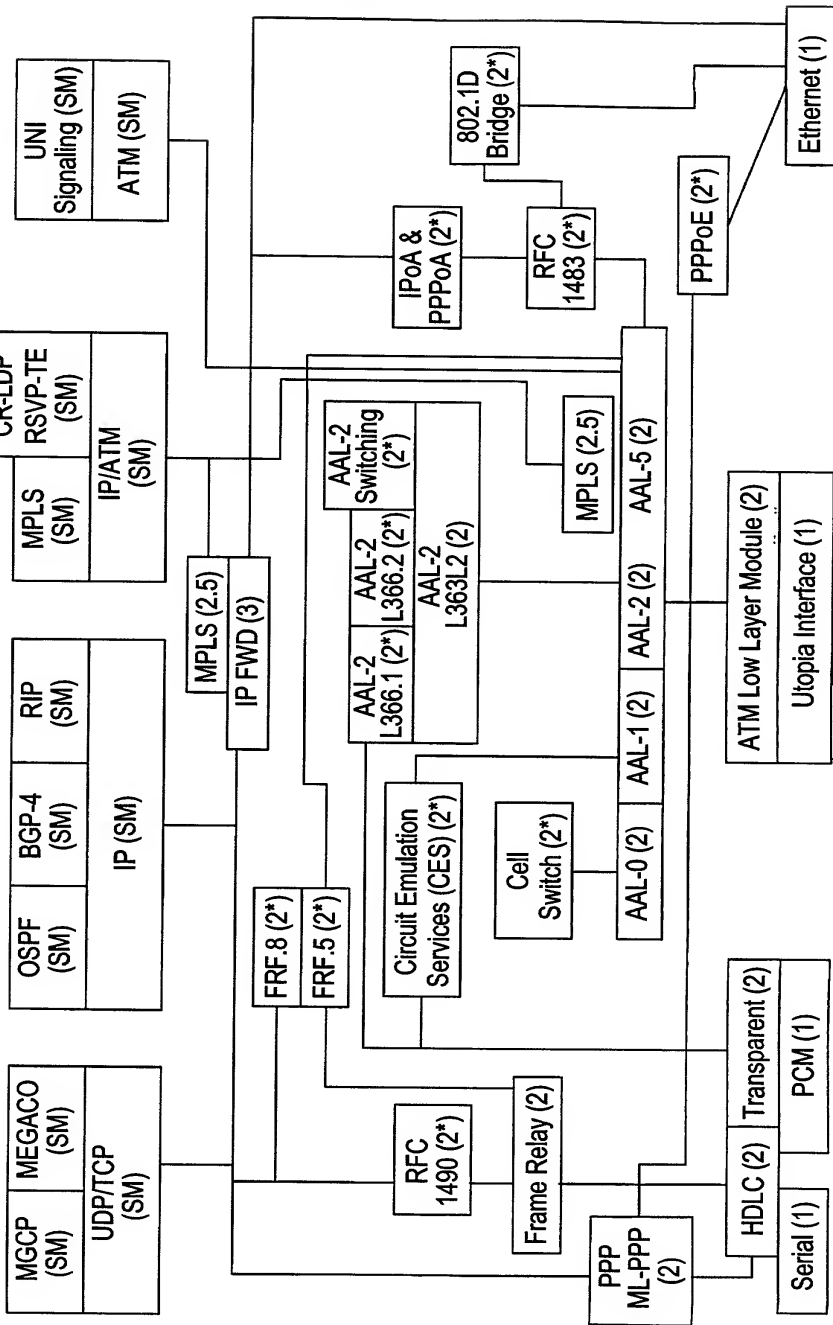 MGCP
(SM)
MEGACO
(SM)
UDP/TCP
(SM)
OSPF
(SM)
BGP-4
(SM)
RIP
(SM)
IP (SM)
MPLS
(SM)
CR-LDP
RSVP-TE
(SM)
IP/ATM
(SM)
UNI
Signaling (SM)
ATM (SM)
MPLS (2.5)
IP FWD (3)
FRF.8 (2*)
FRF.5 (2*)
RFC
1490 (2*)
Frame Relay (2)
PPP
ML-PPP
(2)
HDLC (2)
Transparent (2)
Serial (1)
PCM (1)
Circuit Emulation
Services (CES) (2*)
Cell
Switch (2*)
AAL-2
L366.1 (2*)
AAL-2
L366.2 (2*)
AAL-2
Switching
(2*)
AAL-2
L363L2 (2)
MPLS (2.5)
AAL-0 (2)
AAL-1 (2)
AAL-2 (2)
AAL-5 (2)
ATM Low Layer Module (2)
Utopia Interface (1)
IPoA &
PPPoA (2*)
RFC
1483 (2*)
802.1D
Bridge (2*)
PPPoE (2*)
Ethernet (1)